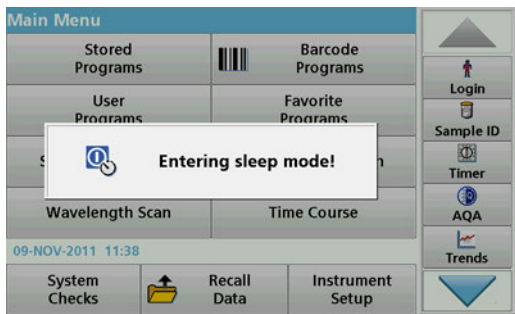 Main Menu
Stored
Programs
Barcode
Programs
Login
User
Programs
Favorite
Programs
Sample ID
Entering sleep mode!
Timer
Wavelength Scan
Time Course
AQA
09-NOV-2011 11:38
Trends
System
Checks
Recall
Data
Instrument
Setup